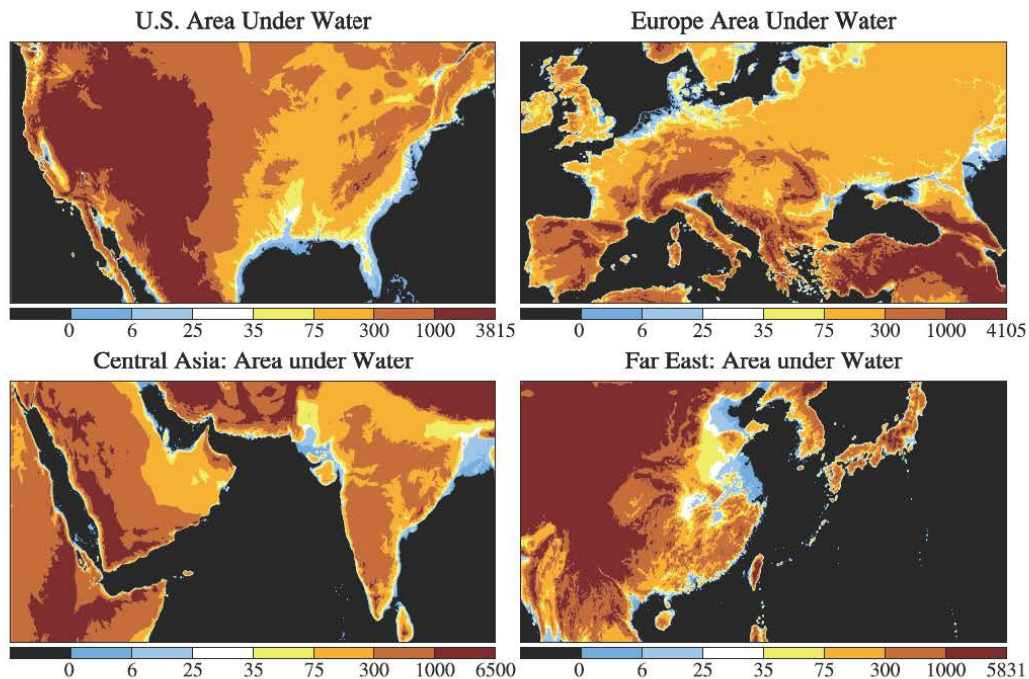 U.S. Area Under Water
Europe Area Under Water
0 6 25 35 75 300 1000 3815
0 6 25 35 75 300 1000 4105
Central Asia: Area under Water
Far East: Area under Water
0 6 25 35 75 300 1000 6500
0 6 25 35 75 300 1000 5831